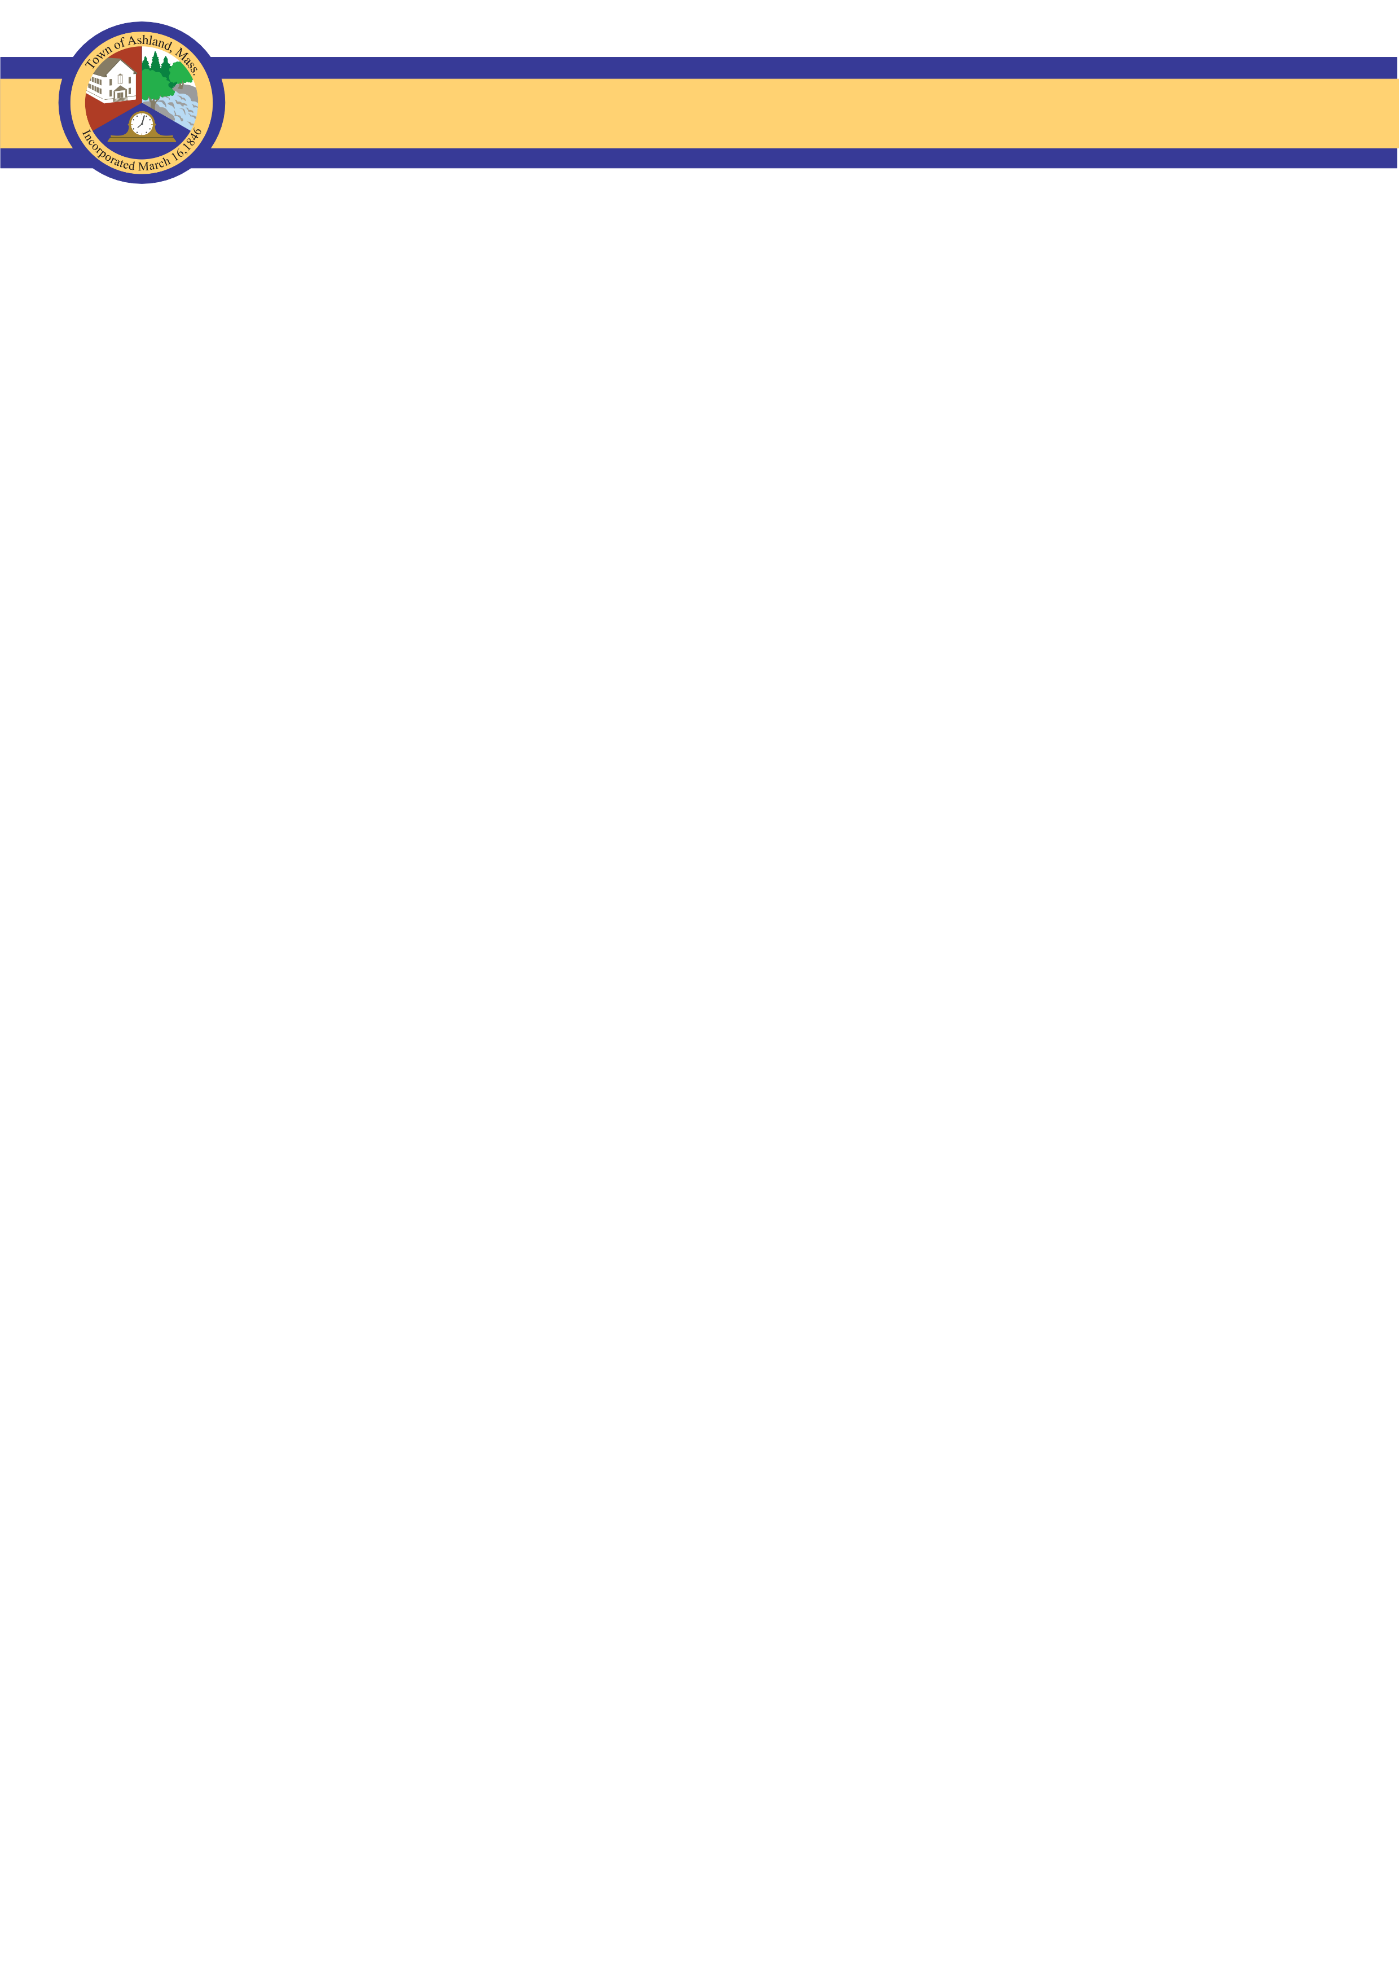 Town of Ashland, Mass.
Incorporated March 16,1846